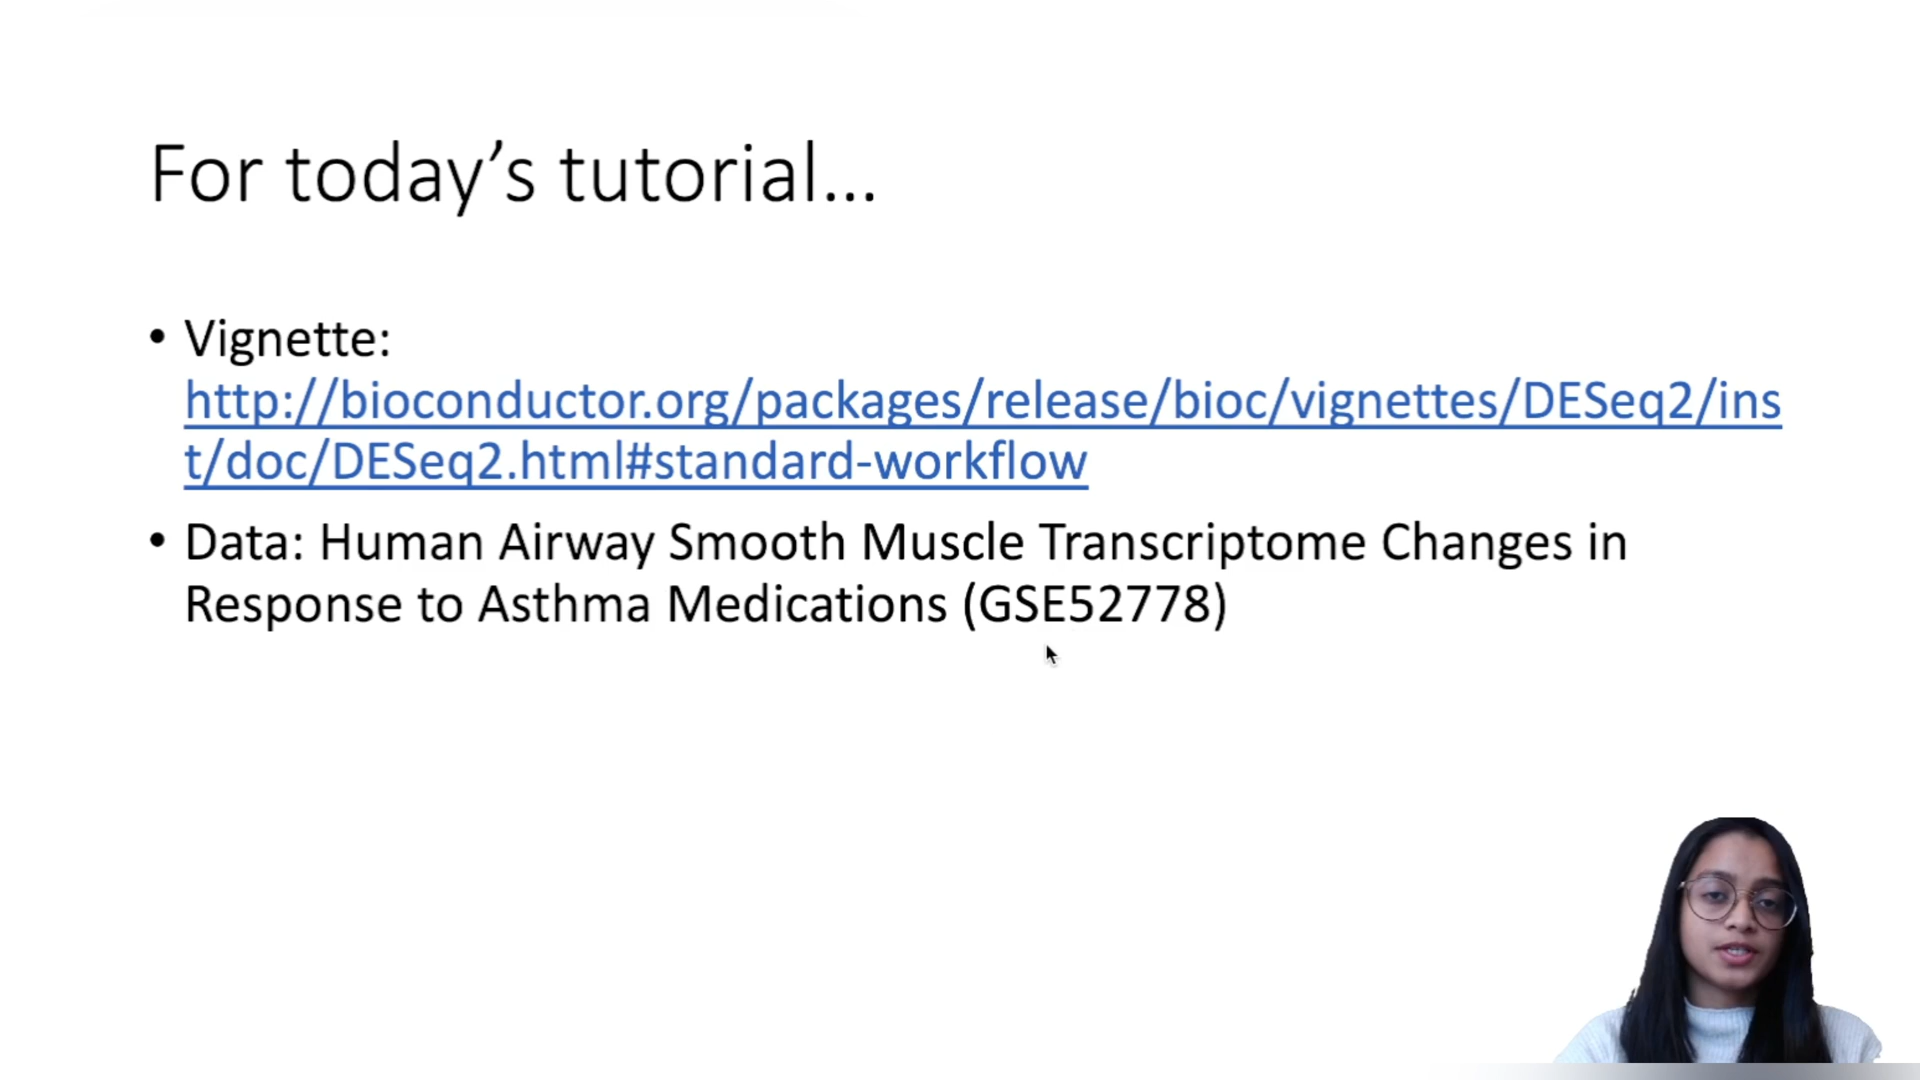 For today’s tutorial...
• Vignette:
http://bioconductor.org/packages/release/bioc/vignettes/DESeq2/ins
t/doc/DESeq2.html#standard-workflow
• Data: Human Airway Smooth Muscle Transcriptome Changes in
Response to Asthma Medications (GSE52778)